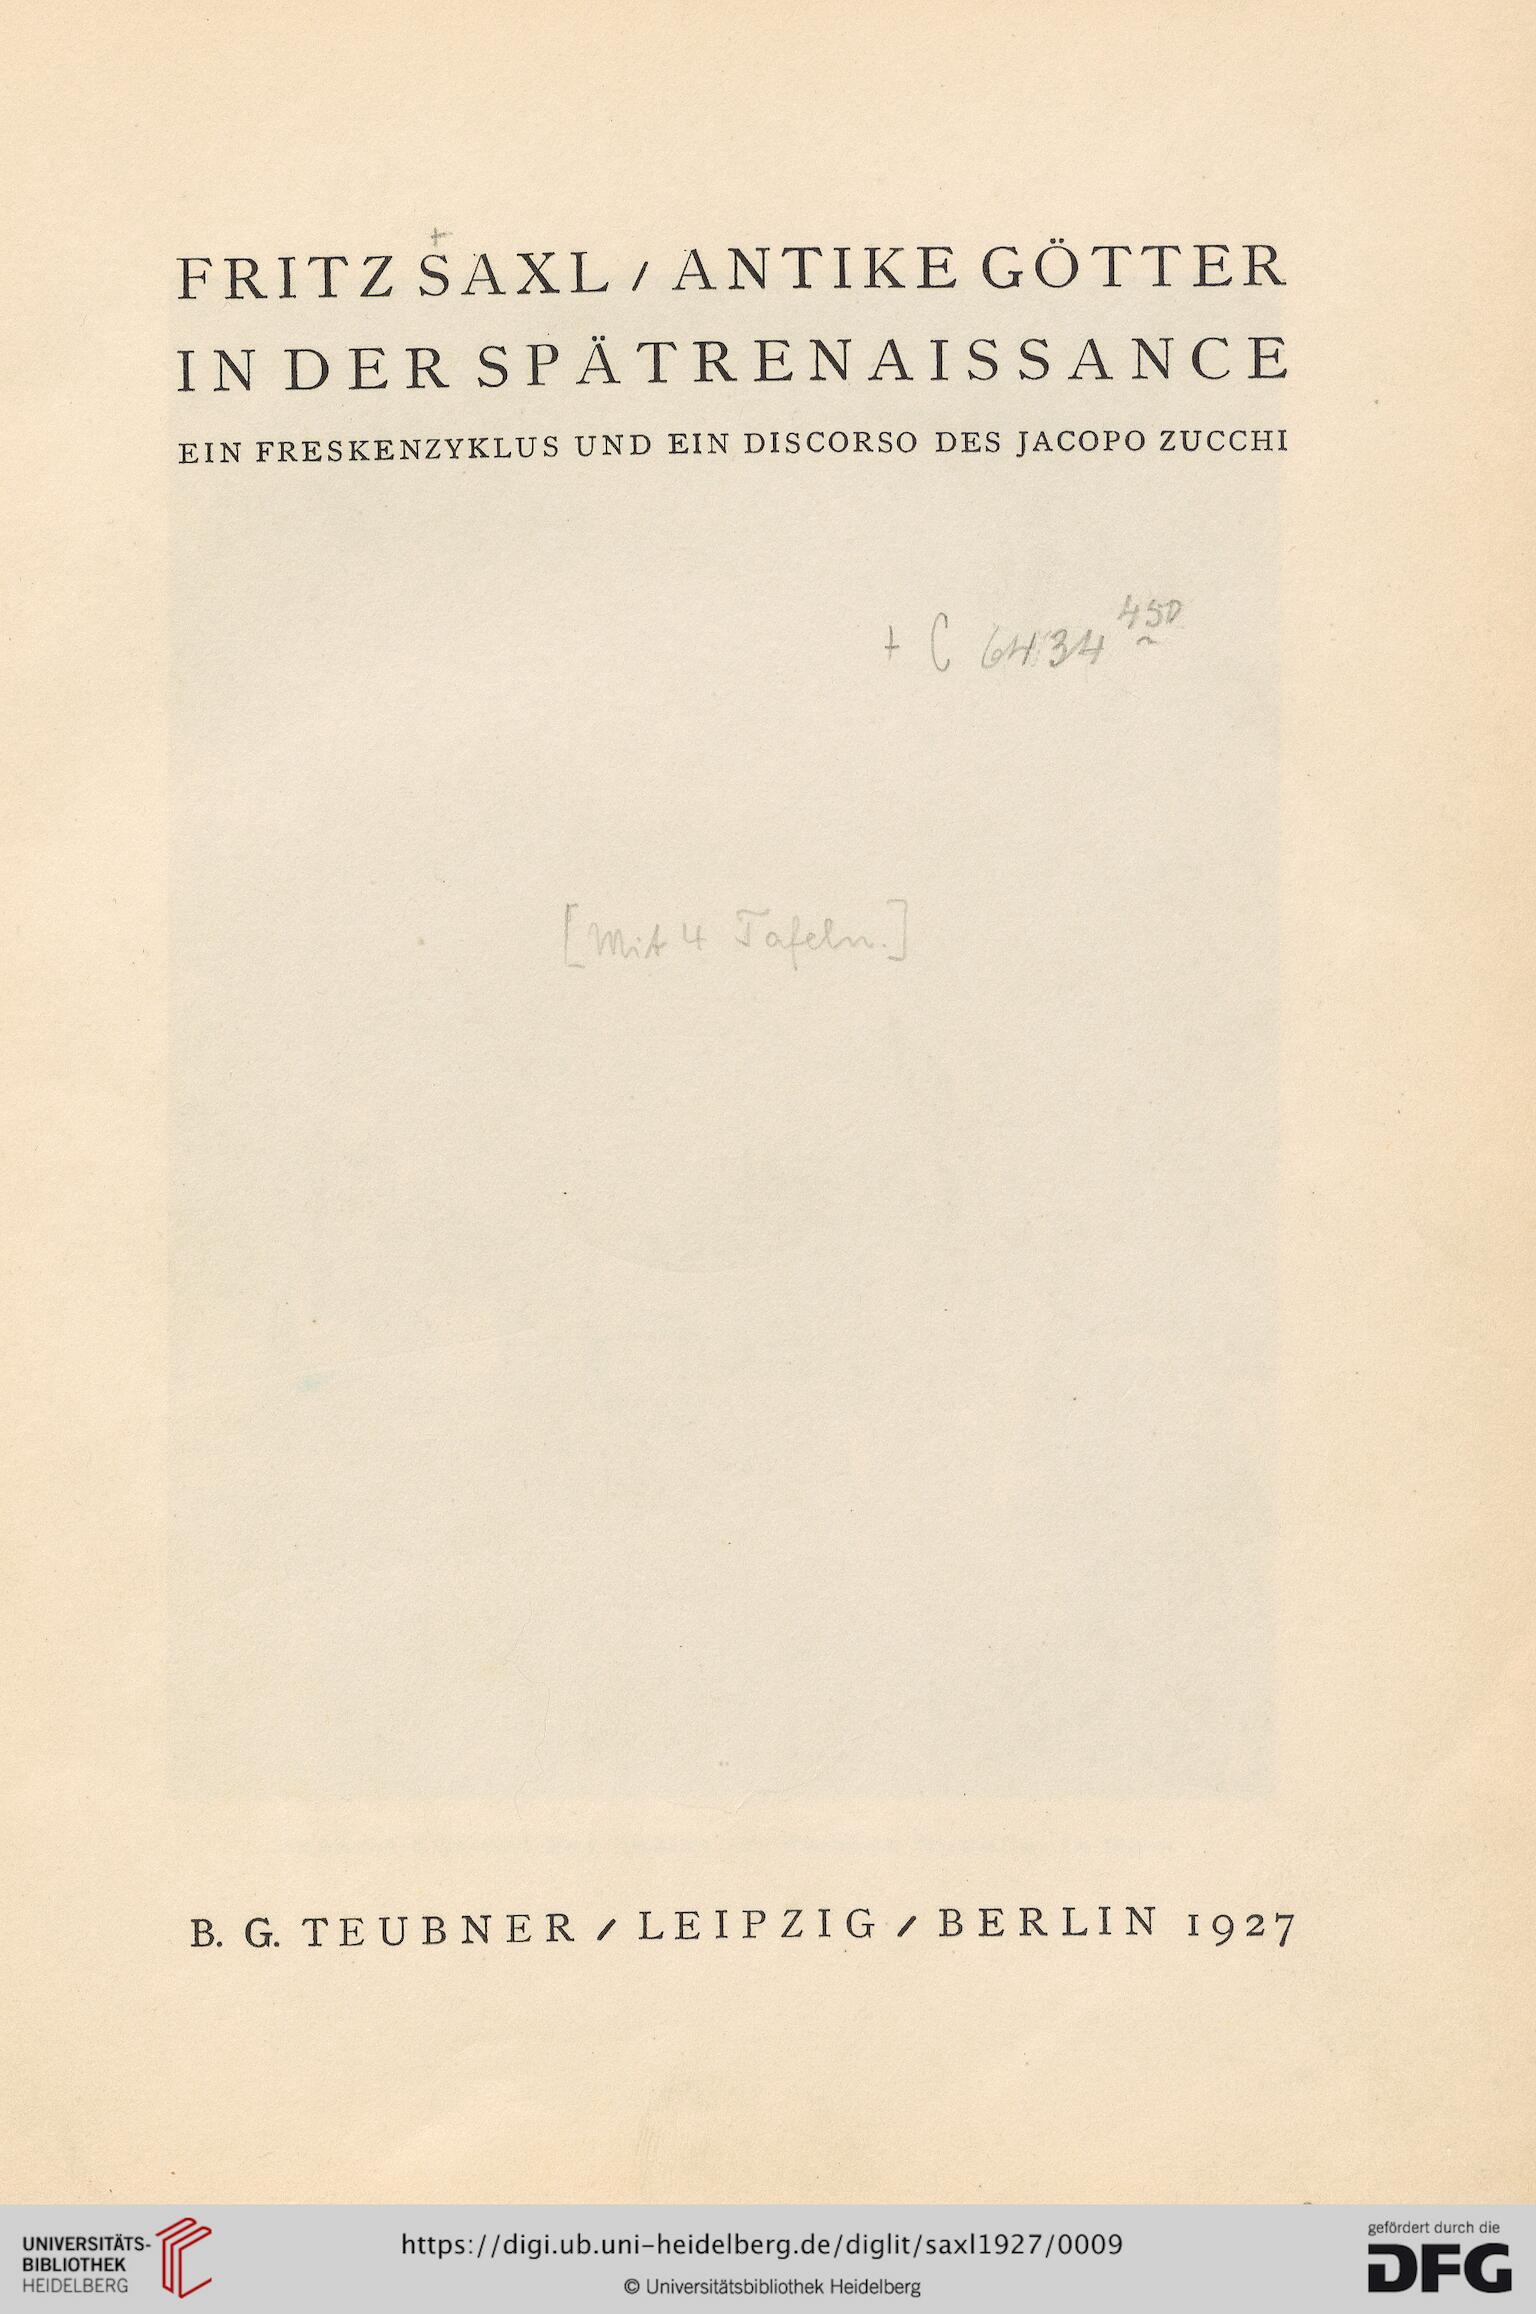 FRITZ SAXL / ANTIKE GÖTTER
IN DER SPÄTRENAISSANCE
EIN FRESKENZYKLUS UND EIN DISCORSO DES JACOPO ZUCCHI
+ C 6434 450
[Mit 4 Tafeln.]
B. G. TEUBNER / LEIPZIG / BERLIN 1927
UNIVERSITÄTS-
BIBLIOTHEK
HEIDELBERG
https://digi.ub.uni-heidelberg.de/diglit/saxl1927/0009
© Universitätsbibliothek Heidelberg
gefördert durch die
DFG